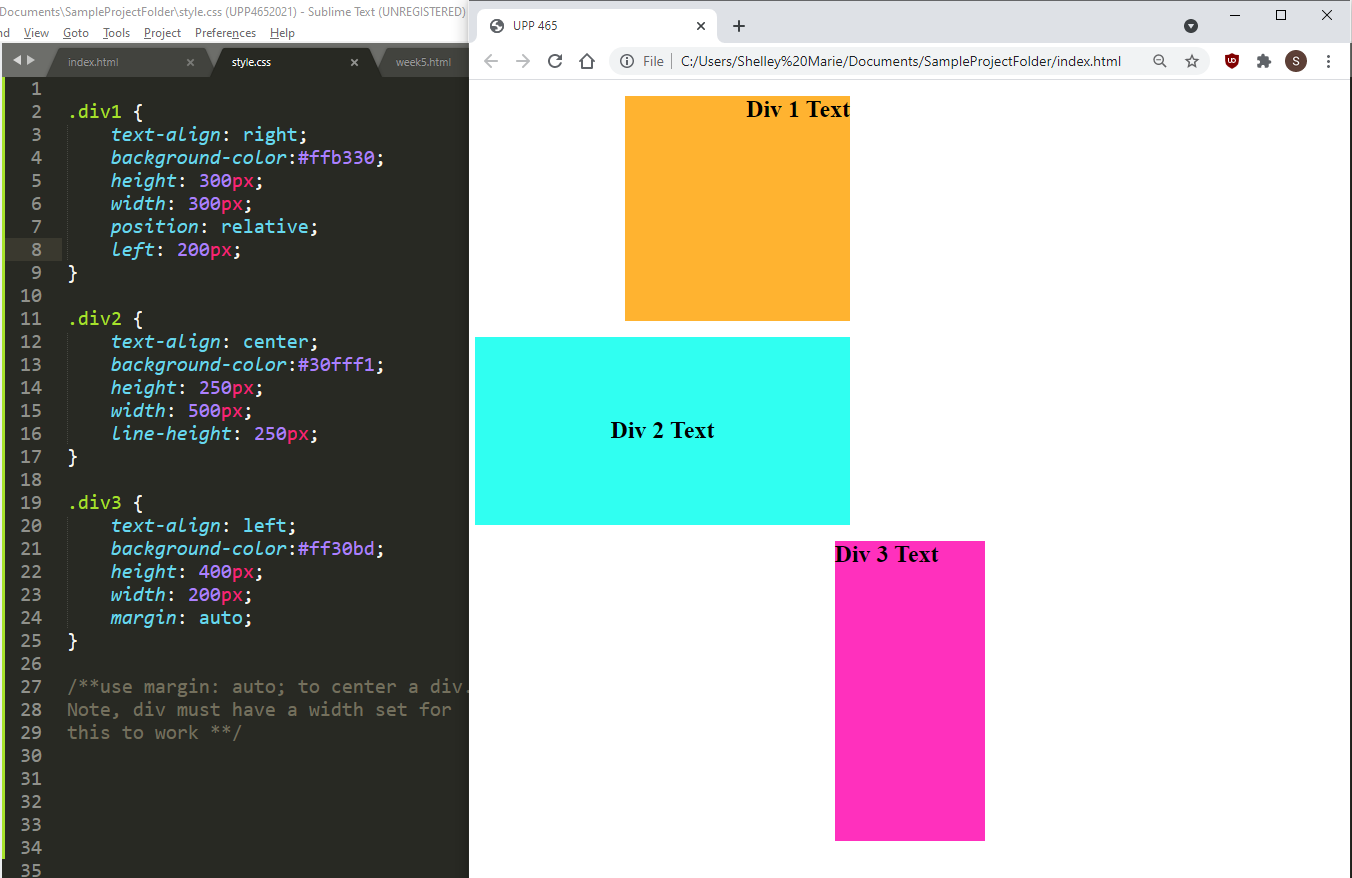 Documents\SampleProjectFolder\style.css (UPP4652021) - Sublime Text (UNREGISTERED)
nd View Goto Tools Project Preferences Help
index.html × style.css × week5.html
1
2 .div1 {
3 text-align: right;
4 background-color:#ffb330;
5 height: 300px;
6 width: 300px;
7 position: relative;
8 left: 200px;
9 }
10
11 .div2 {
12 text-align: center;
13 background-color:#30fff1;
14 height: 250px;
15 width: 500px;
16 line-height: 250px;
17 }
18
19 .div3 {
20 text-align: left;
21 background-color:#ff30bd;
22 height: 400px;
23 width: 200px;
24 margin: auto;
25 }
26
27 /**use margin: auto; to center a div.
28 Note, div must have a width set for
29 this to work **/
30
31
32
33
34
35
UPP 465
File C:/Users/Shelley%20Marie/Documents/SampleProjectFolder/index.html
S
Div 1 Text
Div 2 Text
Div 3 Text